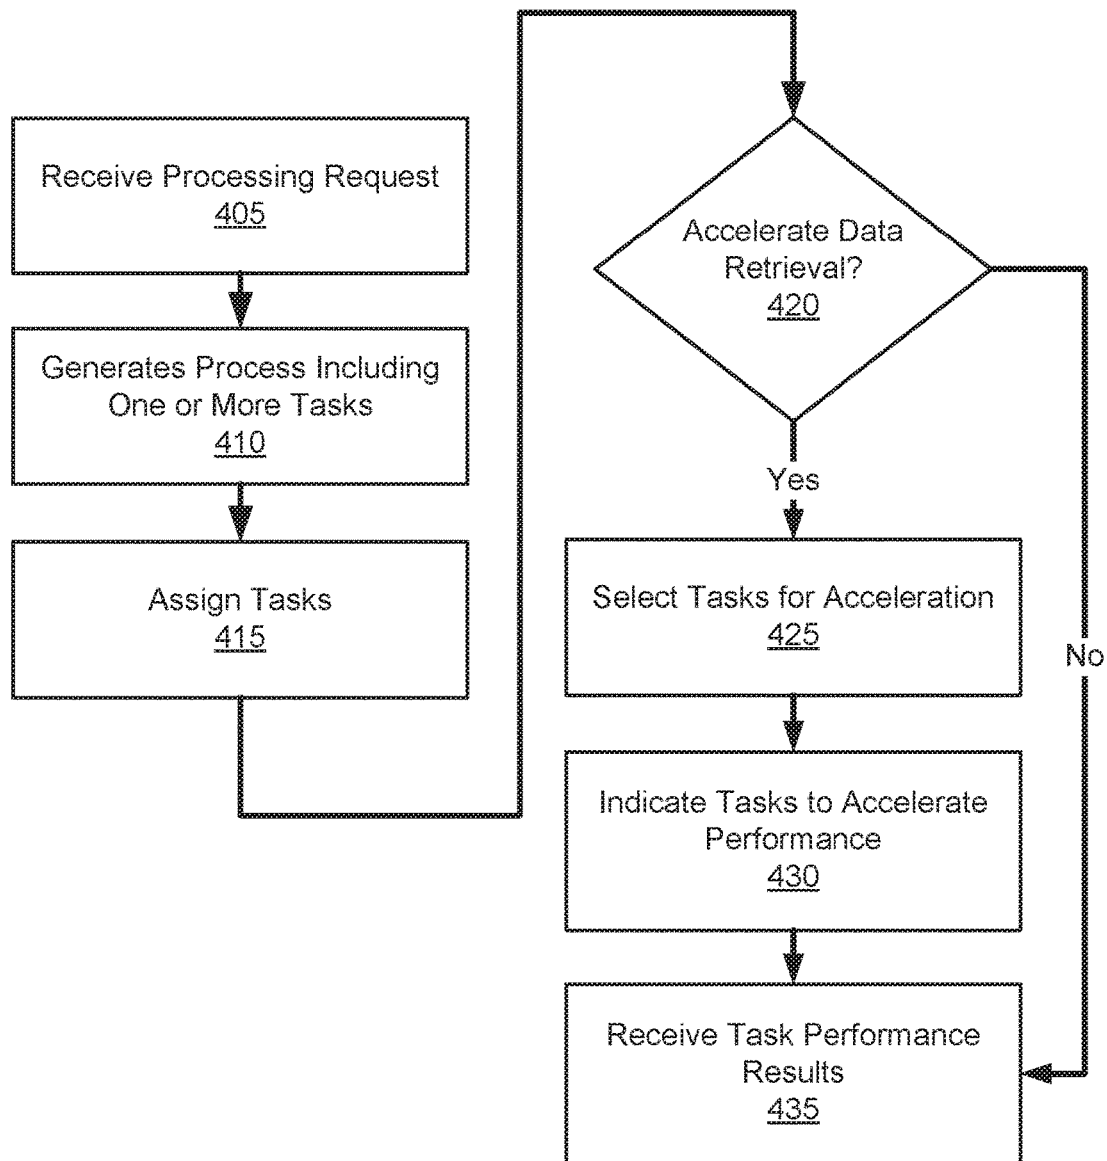 Receive Processing Request
405
Generates Process Including
One or More Tasks
410
Assign Tasks
415
Accelerate Data
Retrieval?
420
Yes
No
Select Tasks for Acceleration
425
Indicate Tasks to Accelerate
Performance
430
Receive Task Performance
Results
435